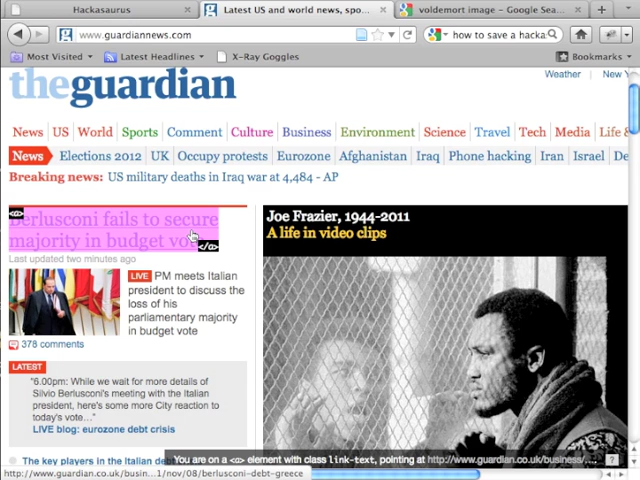 Hackasaurus
Latest US and world news, spo...
voldemort image - Google Sea...
www.guardiannews.com
how to save a hacka
Most Visited
Latest Headlines
X-Ray Goggles
Bookmarks
theguardian
Weather
New Y
News US World Sports Comment Culture Business Environment Science Travel Tech Media Life &
News Elections 2012 UK Occupy protests Eurozone Afghanistan Iraq Phone hacking Iran Israel De
Breaking news: US military deaths in Iraq war at 4,484 - AP
<a>
Berlusconi fails to secure
majority in budget vo
</a>
Last updated two minutes ago
LIVE PM meets Italian
president to discuss the
loss of his
parliamentary majority
in budget vote
378 comments
LATEST
"6.00pm: While we wait for more details of
Silvio Berlusconi's meeting with the Italian
president, here's some more City reaction to
today's vote..."
LIVE blog: eurozone debt crisis
The key players in the Italian deb
Joe Frazier, 1944-2011
A life in video clips
You are on a <a> element with class link-text, pointing at http://www.guardian.co.uk/business/....
?
http://www.guardian.co.uk/busin...1/nov/08/berlusconi-debt-greece